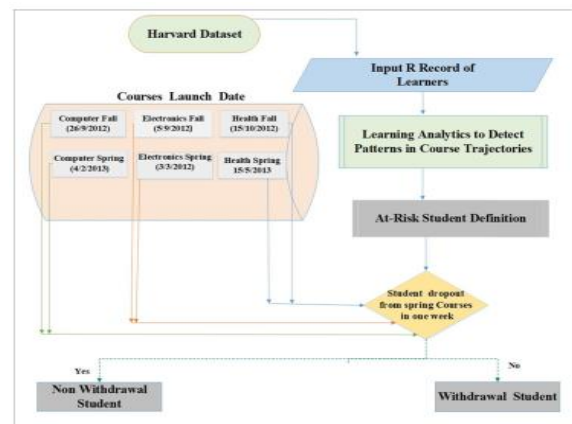 Harvard Dataset
Input R Record of
Learners
Courses Launch Date
Computer Fall
(26/9/2012)
Electronics Fall
(5/9/2012)
Health Fall
(15/10/2012)
Computer Spring
(4/2/2013)
Electronics Spring
(3/3/2012)
Health Spring
15/5/2013
Learning Analytics to Detect
Patterns in Course Trajectories
At-Risk Student Definition
Student dropout
from spring Courses
in one week
Yes
No
Non Withdrawal
Student
Withdrawal Student